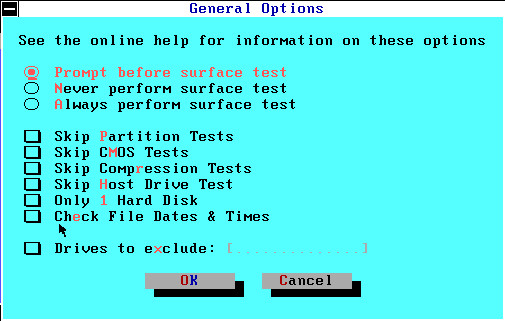 General Options
See the online help for information on these options
Prompt before surface test
Never perform surface test
Always perform surface test
Skip Partition Tests
Skip CMOS Tests
Skip Compression Tests
Skip Host Drive Test
Only 1 Hard Disk
Check File Dates & Times
Drives to exclude: [..............]
OK Cancel